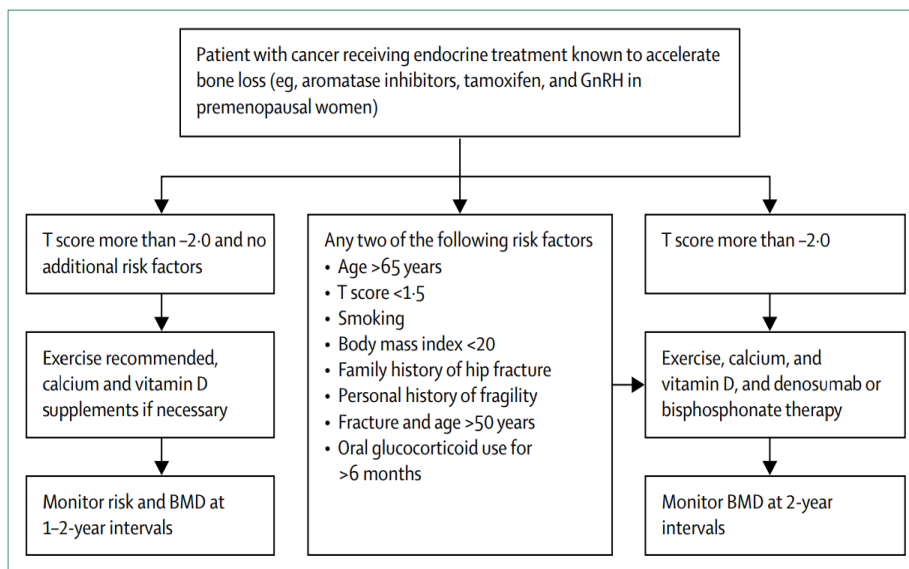 Patient with cancer receiving endocrine treatment known to accelerate
bone loss (eg, aromatase inhibitors, tamoxifen, and GnRH in
premenopausal women)
T score more than –2·0 and no
additional risk factors
Exercise recommended,
calcium and vitamin D
supplements if necessary
Monitor risk and BMD at
1–2-year intervals
Any two of the following risk factors
• Age >65 years
• T score <1·5
• Smoking
• Body mass index <20
• Family history of hip fracture
• Personal history of fragility
• Fracture and age >50 years
• Oral glucocorticoid use for
>6 months
T score more than –2·0
Exercise, calcium, and
vitamin D, and denosumab or
bisphosphonate therapy
Monitor BMD at 2-year
intervals